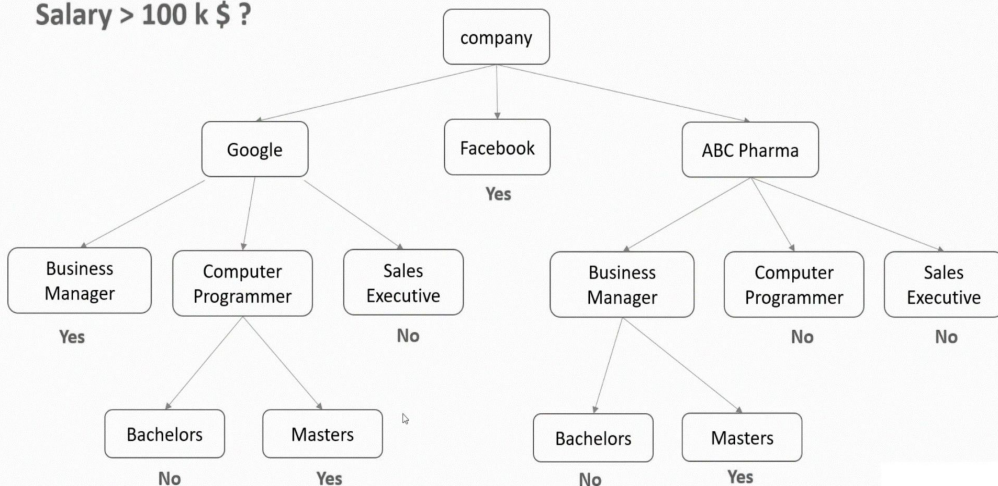 Salary > 100 k $ ?
company
Google
Facebook
ABC Pharma
Yes
Business
Manager
Computer
Programmer
Sales
Executive
Business
Manager
Computer
Programmer
Sales
Executive
Yes
No
No
No
Bachelors
Masters
Bachelors
Masters
No
Yes
No
Yes